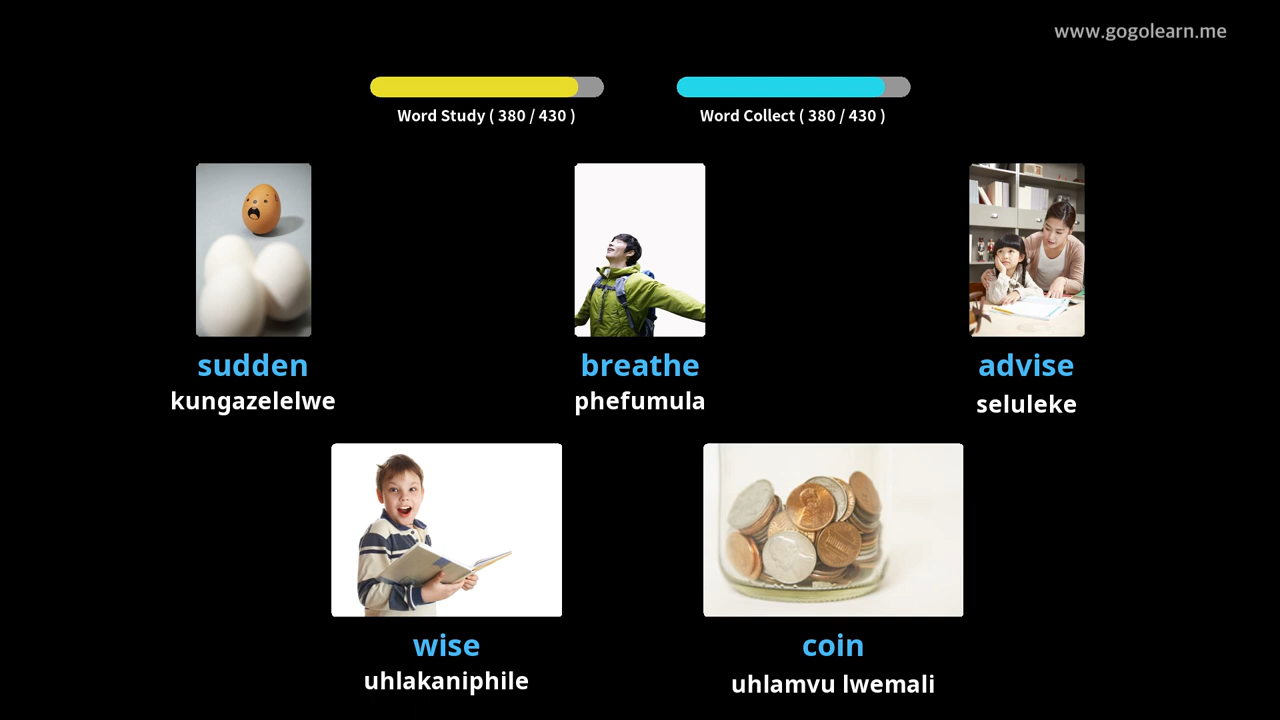 www.gogolearn.me
Word Study ( 380 / 430 )
Word Collect ( 380 / 430 )
sudden
kungazelelwe
breathe
phefumula
advise
seluleke
wise
uhlakaniphile
coin
uhlamvu lwemali